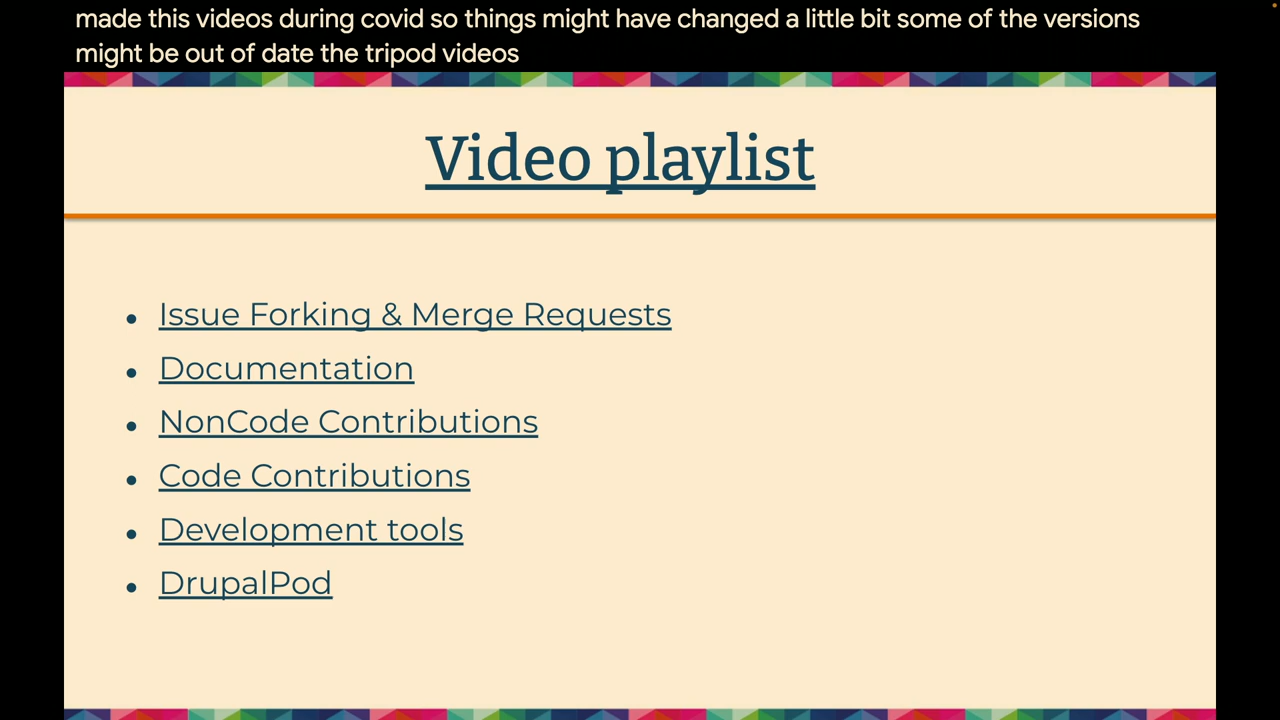 made this videos during covid so things might have changed a little bit some of the versions
might be out of date the tripod videos
Video playlist
• Issue Forking & Merge Requests
• Documentation
• NonCode Contributions
• Code Contributions
• Development tools
• DrupalPod